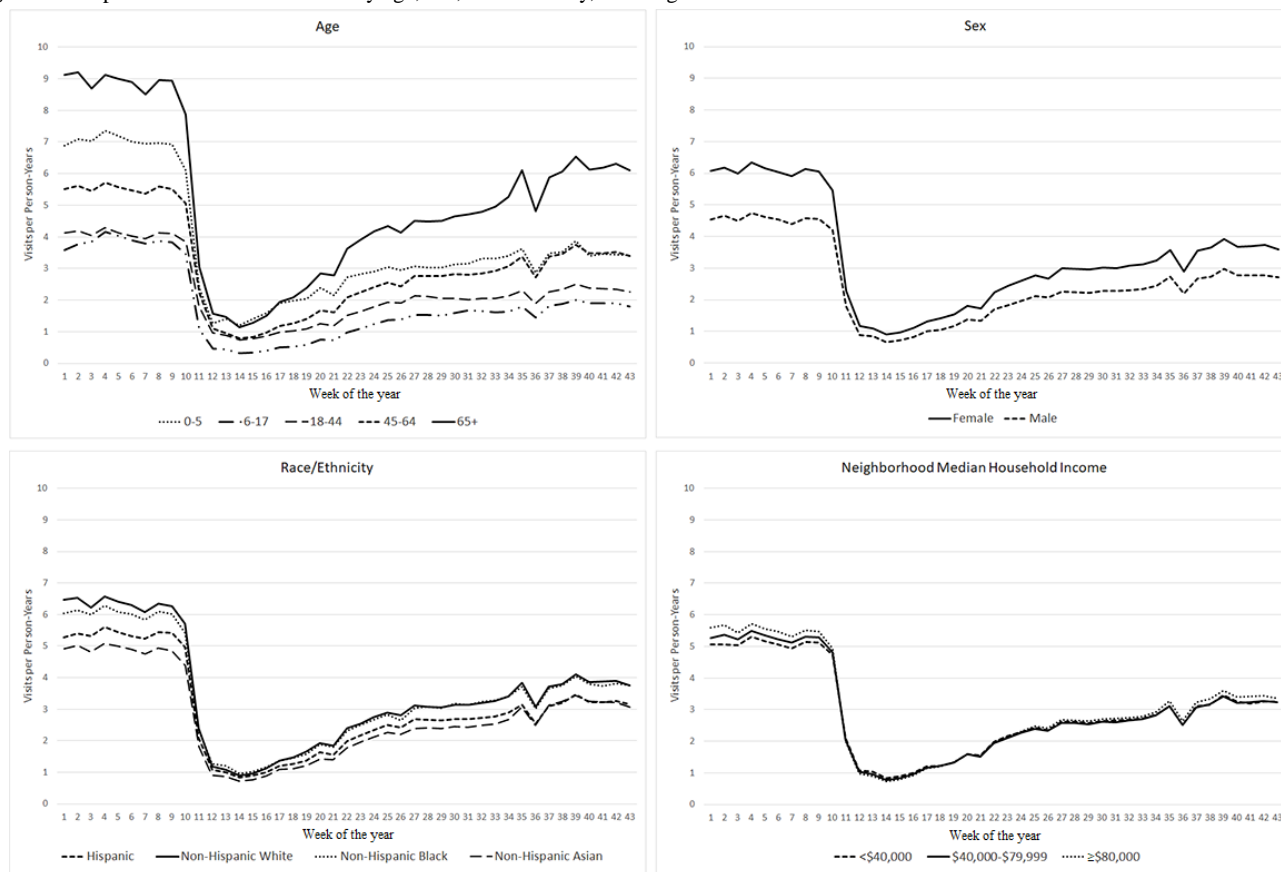 Age
10
9
8
7
6
5
4
3
2
1
0
Visits per Person-Years
1 2 3 4 5 6 7 8 9 10 11 12 13 14 15 16 17 18 19 20 21 22 23 24 25 26 27 28 29 30 31 32 33 34 35 36 37 38 39 40 41 42 43
Week of the year
0-5 6-17 18-44 45-64 65+
Sex
10
9
8
7
6
5
4
3
2
1
0
Visits per Person-Years
1 2 3 4 5 6 7 8 9 10 11 12 13 14 15 16 17 18 19 20 21 22 23 24 25 26 27 28 29 30 31 32 33 34 35 36 37 38 39 40 41 42 43
Week of the year
Female Male
Race/Ethnicity
10
9
8
7
6
5
4
3
2
1
0
Visits per Person-Years
1 2 3 4 5 6 7 8 9 10 11 12 13 14 15 16 17 18 19 20 21 22 23 24 25 26 27 28 29 30 31 32 33 34 35 36 37 38 39 40 41 42 43
Week of the year
Hispanic Non-Hispanic White Non-Hispanic Black Non-Hispanic Asian
Neighborhood Median Household Income
10
9
8
7
6
5
4
3
2
1
0
Visits per Person-Years
1 2 3 4 5 6 7 8 9 10 11 12 13 14 15 16 17 18 19 20 21 22 23 24 25 26 27 28 29 30 31 32 33 34 35 36 37 38 39 40 41 42 43
Week of the year
<$40,000 $40,000-$79,999 ≥$80,000